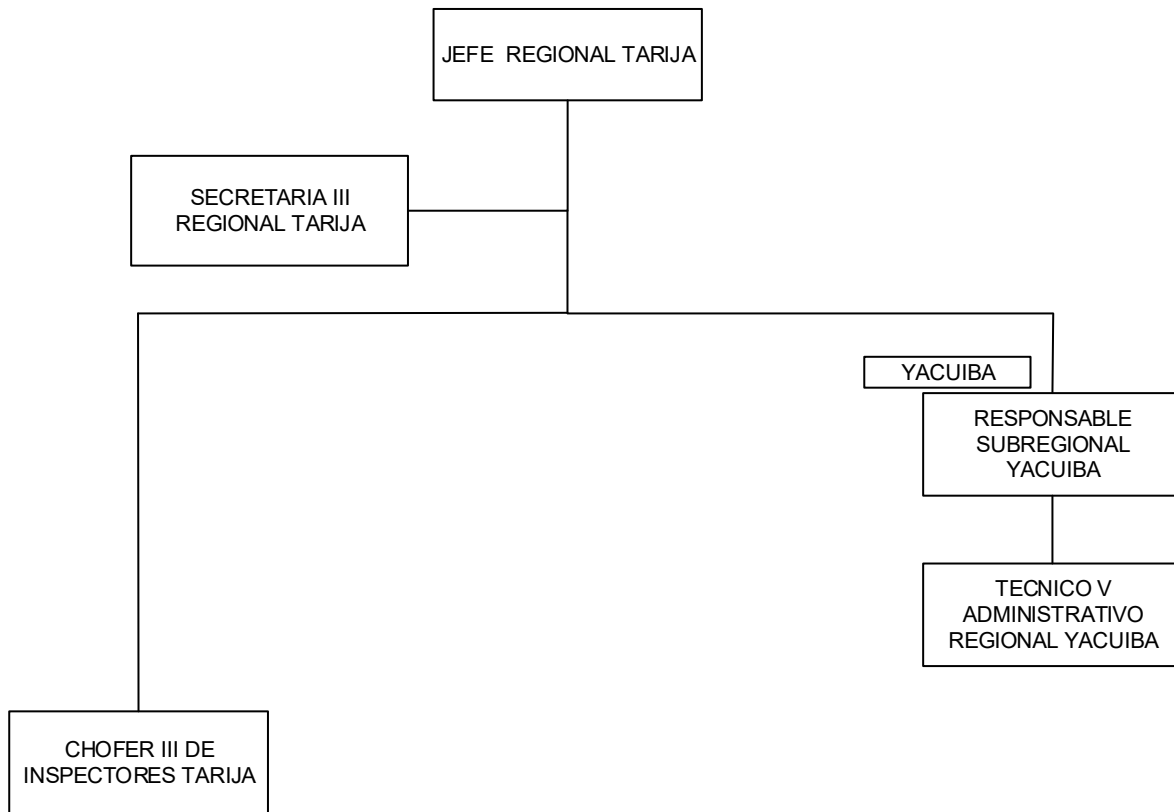 JEFE REGIONAL TARIJA
SECRETARIA III
REGIONAL TARIJA
YACUIBA
RESPONSABLE
SUBREGIONAL
YACUIBA
TECNICO V
ADMINISTRATIVO
REGIONAL YACUIBA
CHOFER III DE
INSPECTORES TARIJA